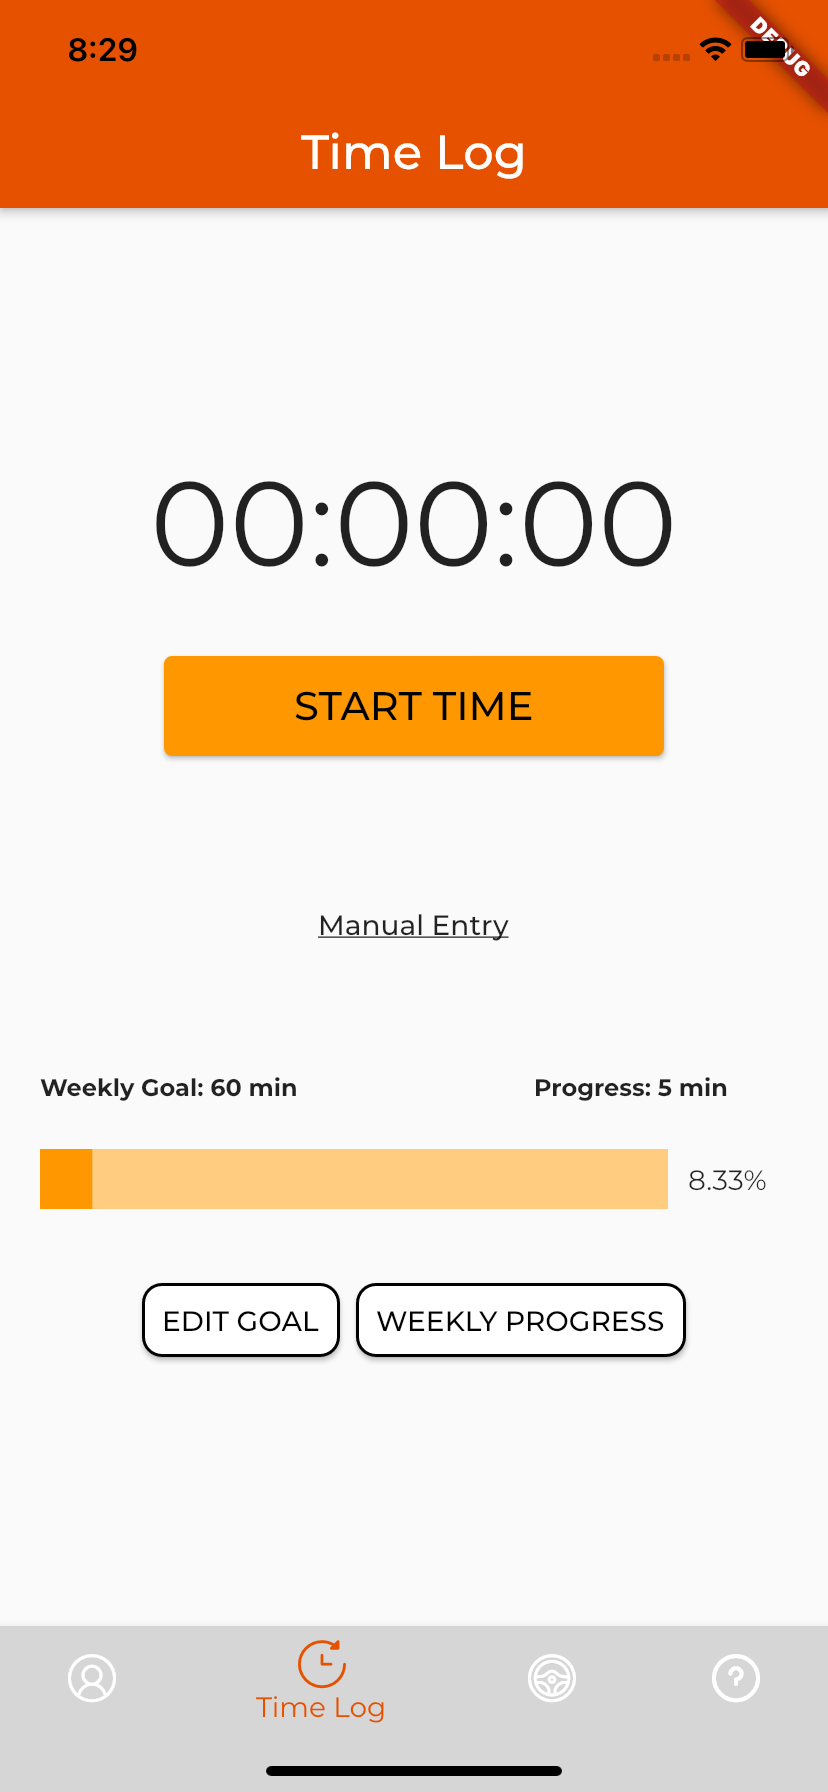 8:29
DEBUG
Time Log
00:00:00
START TIME
Manual Entry
Weekly Goal: 60 min
Progress: 5 min
8.33%
EDIT GOAL
WEEKLY PROGRESS
?
Time Log